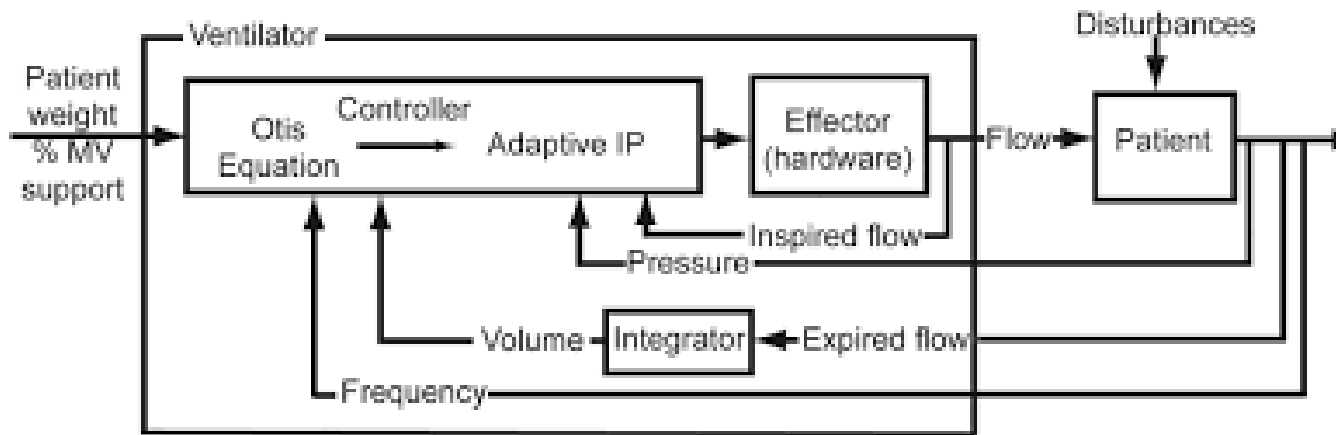 Ventilator
Disturbances
Patient
weight
% MV
support
Controller
Otis
Equation
Adaptive IP
Effector
(hardware)
Flow
Patient
Inspired flow
Pressure
Volume
Integrator
Expired flow
Frequency